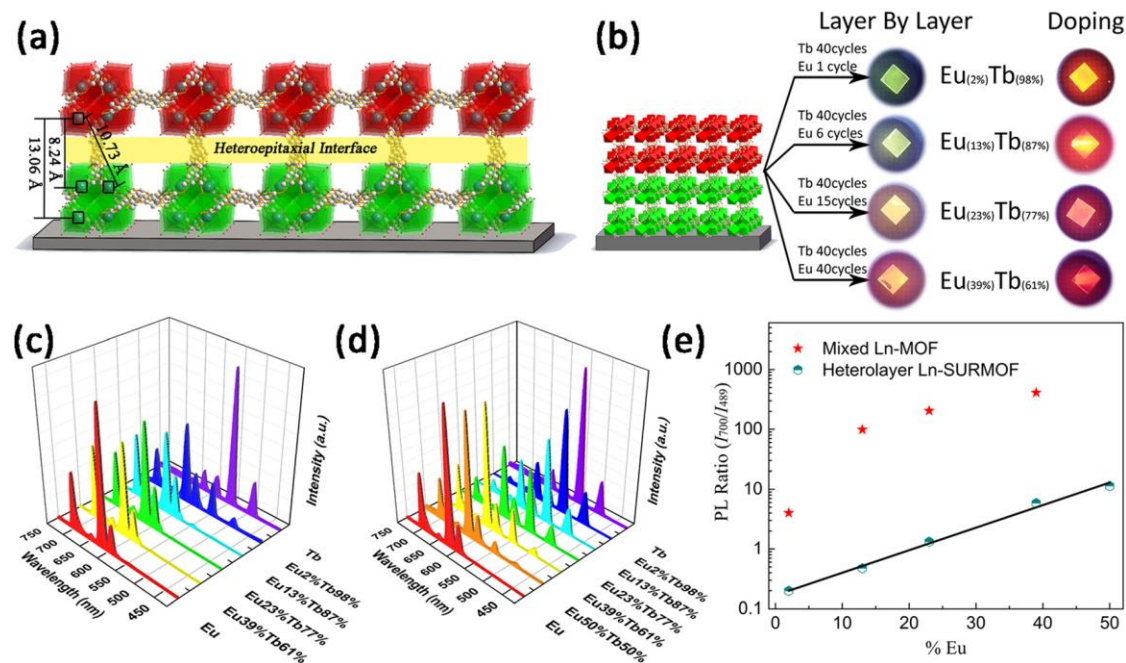 (a)
Heteroepitaxial Interface
13.06 Å
8.24 Å
10.73 Å
(b)
Layer By Layer
Doping
Tb 40cycles
Eu 1 cycle
Eu(2%)Tb(98%)
Tb 40cycles
Eu 6 cycles
Eu(13%)Tb(87%)
Tb 40cycles
Eu 15cycles
Eu(23%)Tb(77%)
Tb 40cycles
Eu 40cycles
Eu(39%)Tb(61%)
(c)
Intensity (a.u.)
750
700
650
600
550
500
450
Wavelength (nm)
Tb
Eu2%Tb98%
Eu13%Tb87%
Eu23%Tb77%
Eu39%Tb61%
Eu
(d)
Intensity (a.u.)
750
700
650
600
550
500
450
Wavelength (nm)
Tb
Eu2%Tb98%
Eu13%Tb87%
Eu23%Tb77%
Eu39%Tb61%
Eu50%Tb50%
Eu
(e)
Mixed Ln-MOF
Heterolayer Ln-SURMOF
PL Ratio (I700/I489)
1000
100
10
1
0.1
0
10
20
30
40
50
% Eu